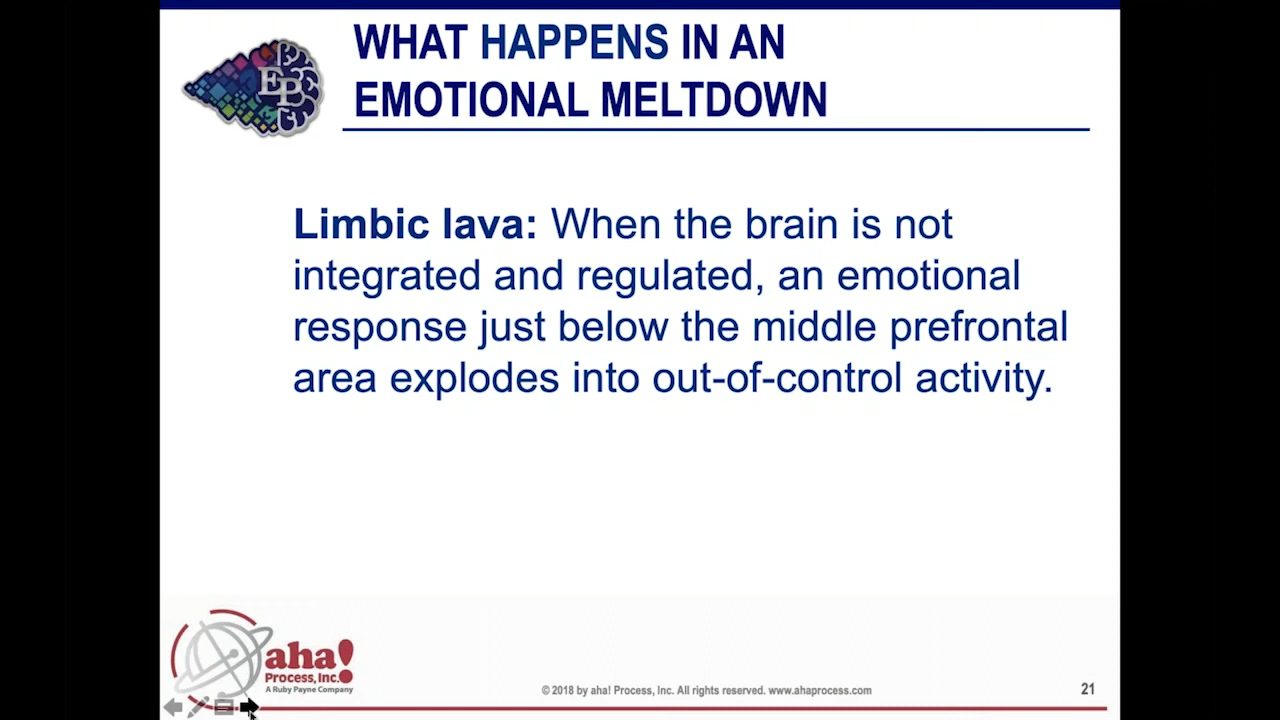 WHAT HAPPENS IN AN
EMOTIONAL MELTDOWN
EP
Limbic lava: When the brain is not
integrated and regulated, an emotional
response just below the middle prefrontal
area explodes into out-of-control activity.
aha!
Process, Inc.
A Ruby Payne Company
© 2018 by aha! Process, Inc. All rights reserved. www.ahaprocess.com
21